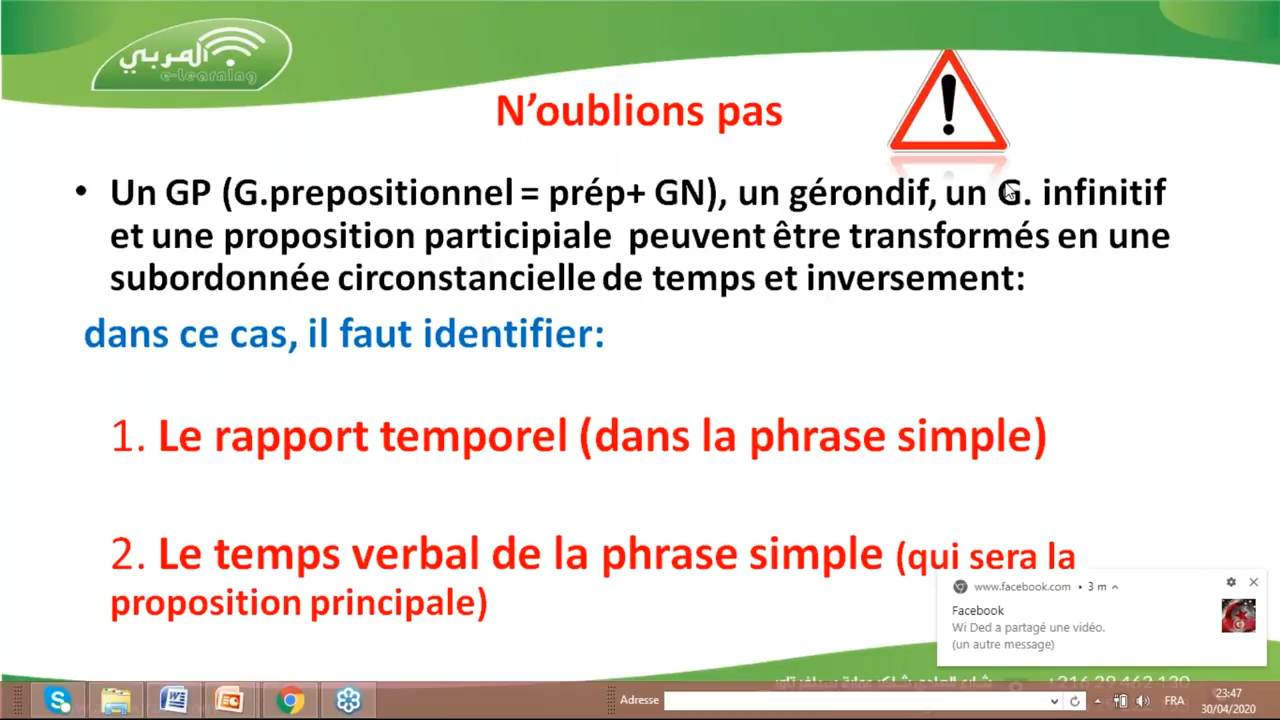 العربي
e-learning
N’oublions pas
• Un GP (G.prepositionnel = prép+ GN), un gérondif, un G. infinitif
et une proposition participiale peuvent être transformés en une
subordonnée circonstancielle de temps et inversement:
dans ce cas, il faut identifier:
1. Le rapport temporel (dans la phrase simple)
2. Le temps verbal de la phrase simple (qui sera la
proposition principale)
www.facebook.com • 3 m
Facebook
Wi Ded a partagé une vidéo.
(un autre message)
Adresse
FRA
23:47
30/04/2020